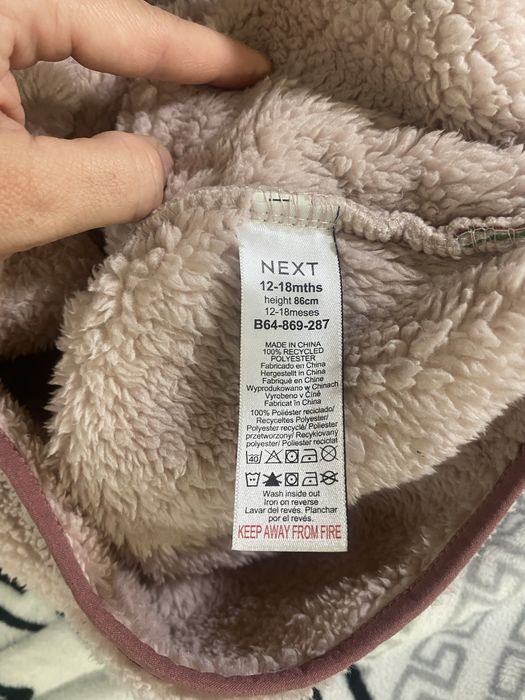 NEXT
12-18mths
height 86cm
12-18meses
B64-869-287
MADE IN CHINA
100% RECYCLED
POLYESTER
Fabricado en China
Hergestellt in China
Fabriqué en Chine
Wyprodukowano w Chinach
Vyrobeno v Číně
Fabricat în China
100% Poliéster reciclado/
Recyceltes Polyester/
Polyester recyclé/ Poliester
przetworzony/ Recyklovaný
polyester/ Poliester reciclat
40
Wash inside out
Iron on reverse
Lavar del revés. Planchar
por el revés.
KEEP AWAY FROM FIRE